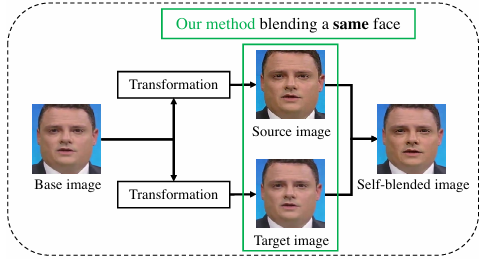 Our method blending a same face
Transformation
Source image
Base image
Self-blended image
Transformation
Target image